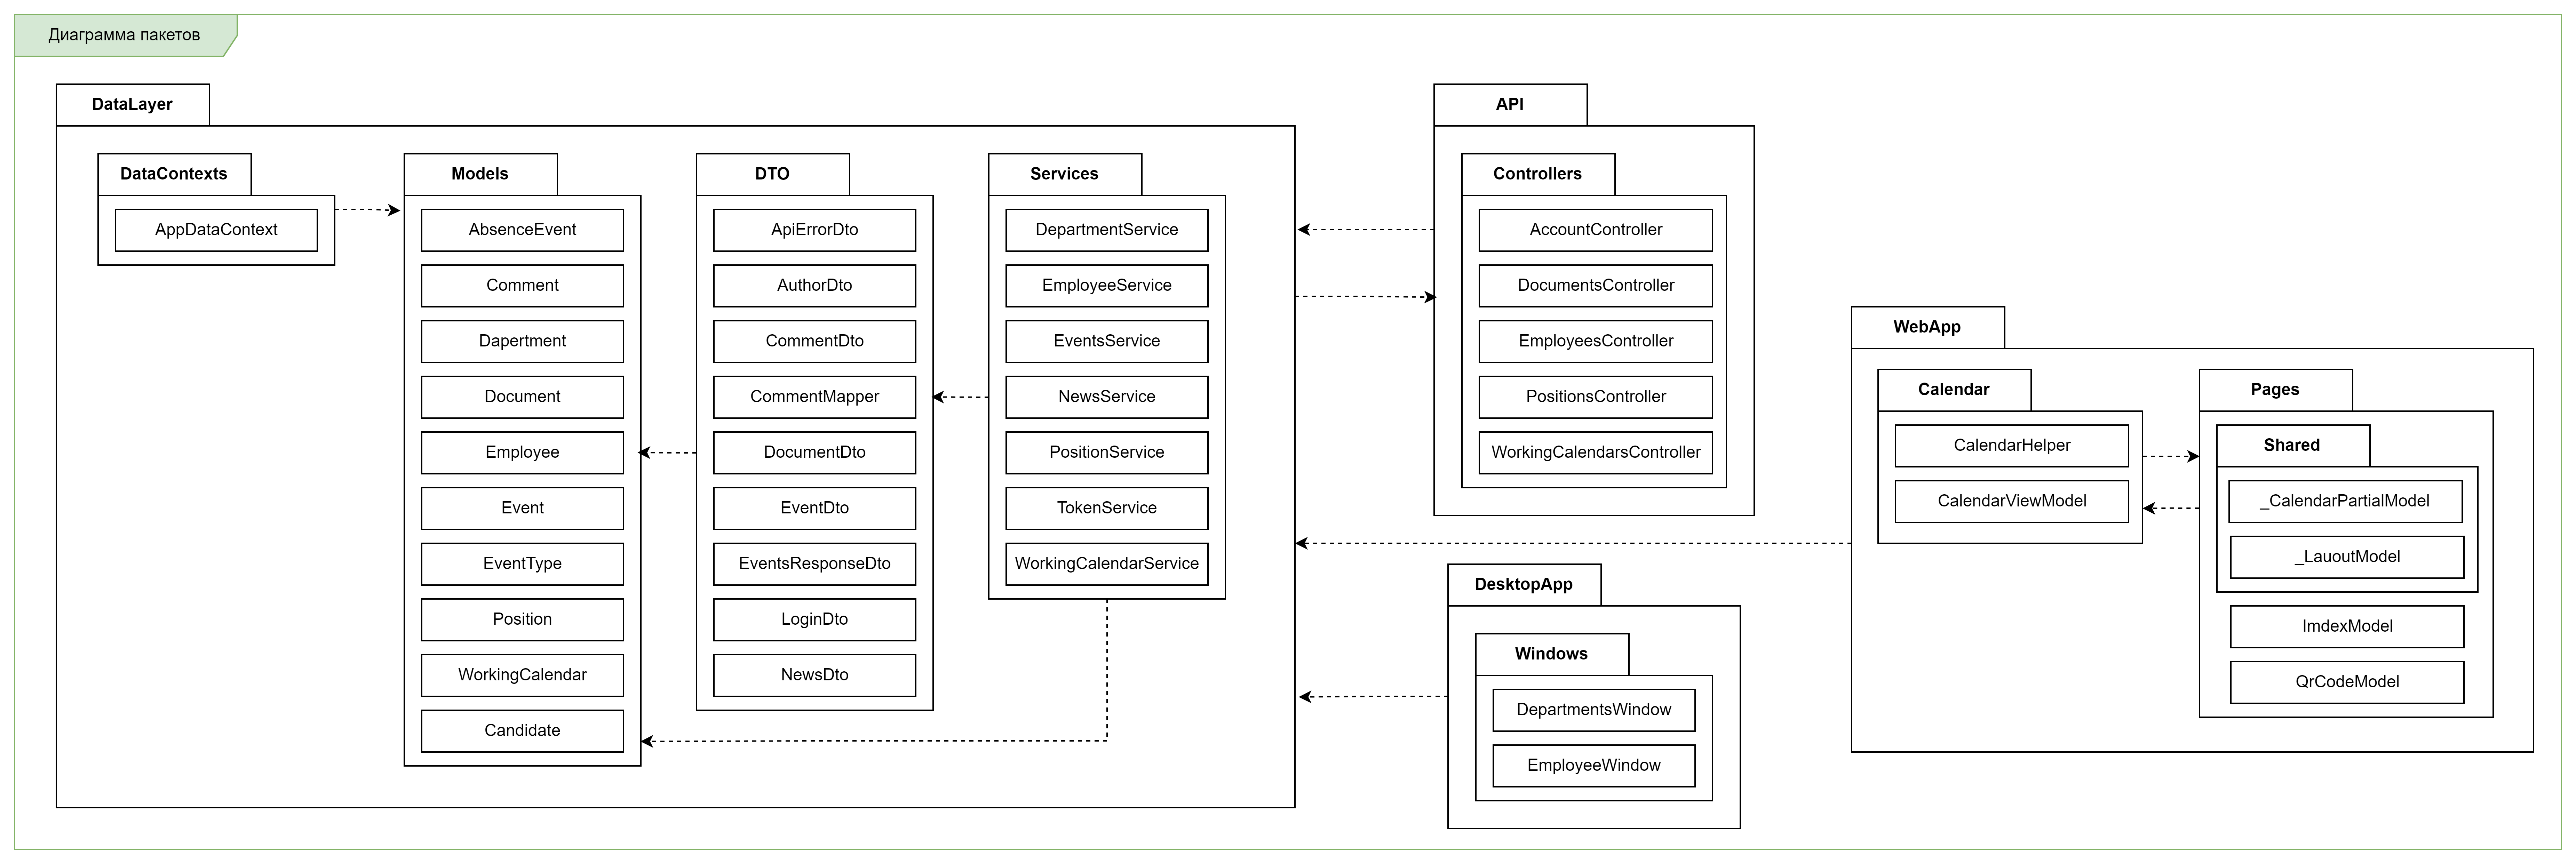 Диаграмма пакетов
DataLayer
DataContexts
AppDataContext
Models
AbsenceEvent
Comment
Dapertment
Document
Employee
Event
EventType
Position
WorkingCalendar
Candidate
DTO
ApiErrorDto
AuthorDto
CommentDto
CommentMapper
DocumentDto
EventDto
EventsResponseDto
LoginDto
NewsDto
Services
DepartmentService
EmployeeService
EventsService
NewsService
PositionService
TokenService
WorkingCalendarService
API
Controllers
AccountController
DocumentsController
EmployeesController
PositionsController
WorkingCalendarsController
DesktopApp
Windows
DepartmentsWindow
EmployeeWindow
WebApp
Calendar
CalendarHelper
CalendarViewModel
Pages
Shared
_CalendarPartialModel
_LauoutModel
ImdexModel
QrCodeModel